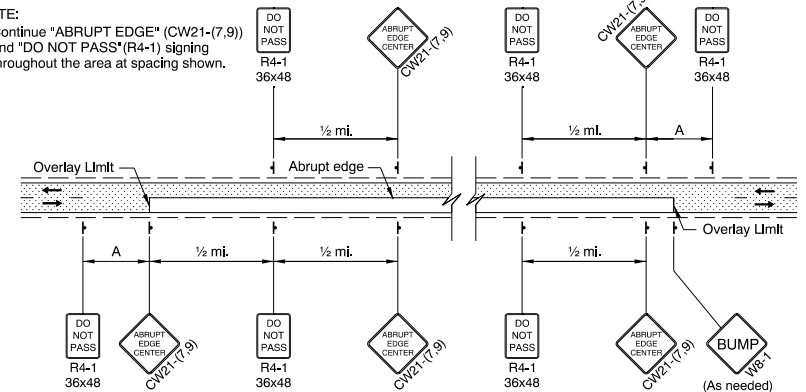 TE:
ontinue "ABRUPT EDGE" (CW21-(7,9))
nd "DO NOT PASS"(R4-1) signing
hroughout the area at spacing shown.
DO
NOT
PASS
R4-1
36x48
ABRUPT
EDGE
CENTER
CW21-(7,9)
DO
NOT
PASS
R4-1
36x48
ABRUPT
EDGE
CENTER
CW21-(7,9)
DO
NOT
PASS
R4-1
36x48
½ mi.
½ mi.
A
Overlay Limit
Abrupt edge
Overlay Limit
A
½ mi.
½ mi.
½ mi.
DO
NOT
PASS
R4-1
36x48
ABRUPT
EDGE
CENTER
CW21-(7,9)
DO
NOT
PASS
R4-1
36x48
ABRUPT
EDGE
CENTER
CW21-(7,9)
DO
NOT
PASS
R4-1
36x48
ABRUPT
EDGE
CENTER
CW21-(7,9)
BUMP
W8-1
(As needed)